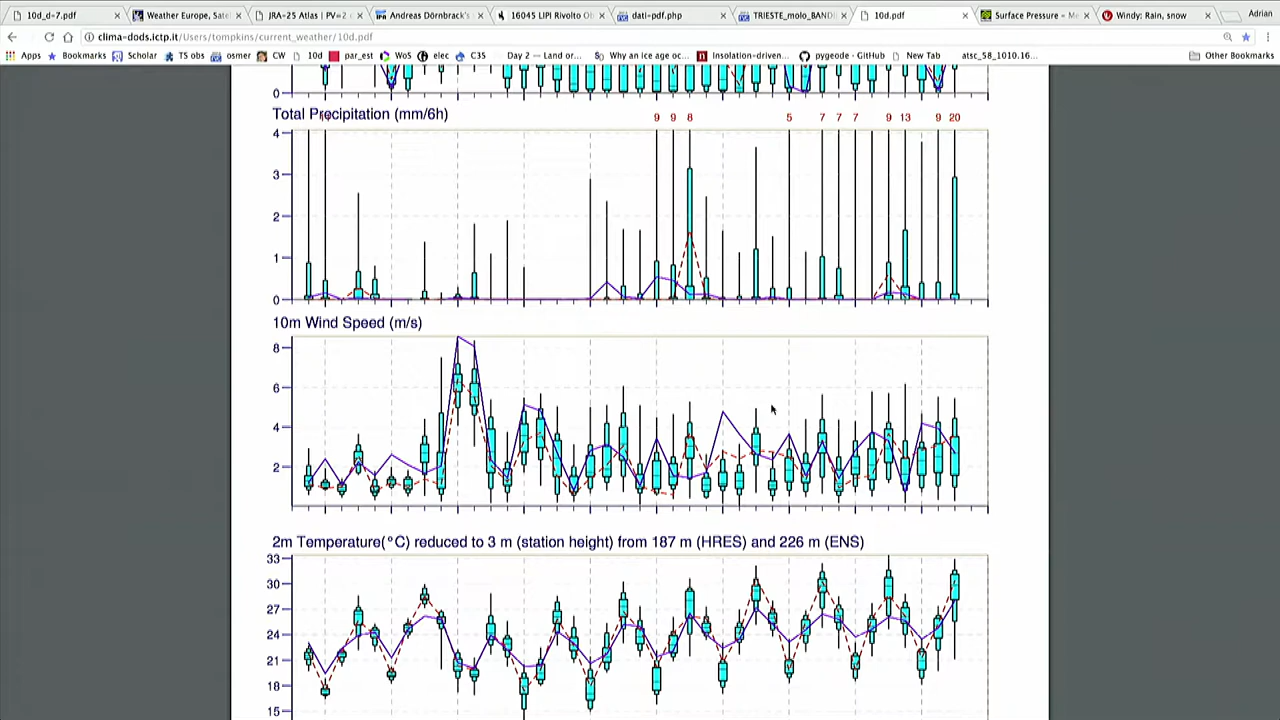 10d_d-7.pdf
Weather Europe, Sate
JRA-25 Atlas | PV=2
Andreas Dörnbrack's
16045 LIPI Rivolto O
dati-pdf.php
TRIESTE_molo_BAND
10d.pdf
Surface Pressure – M
Windy: Rain, snow
Adrian
clima-dods.ictp.it/Users/tompkins/current_weather/10d.pdf
Apps Bookmarks Scholar TS obs osmer CW 10d par_est WoS elec C3S Day 2 — Land or... Why an ice age oc... Insolation-driven... pygeode · GitHub New Tab atsc_58_1010.16... Other Bookmarks
0
Total Precipitation (mm/6h)
9 9 8 5 7 7 7 9 13 9 20
4
3
2
1
0
10m Wind Speed (m/s)
8
6
4
2
2m Temperature(°C) reduced to 3 m (station height) from 187 m (HRES) and 226 m (ENS)
33
30
27
24
21
18
15